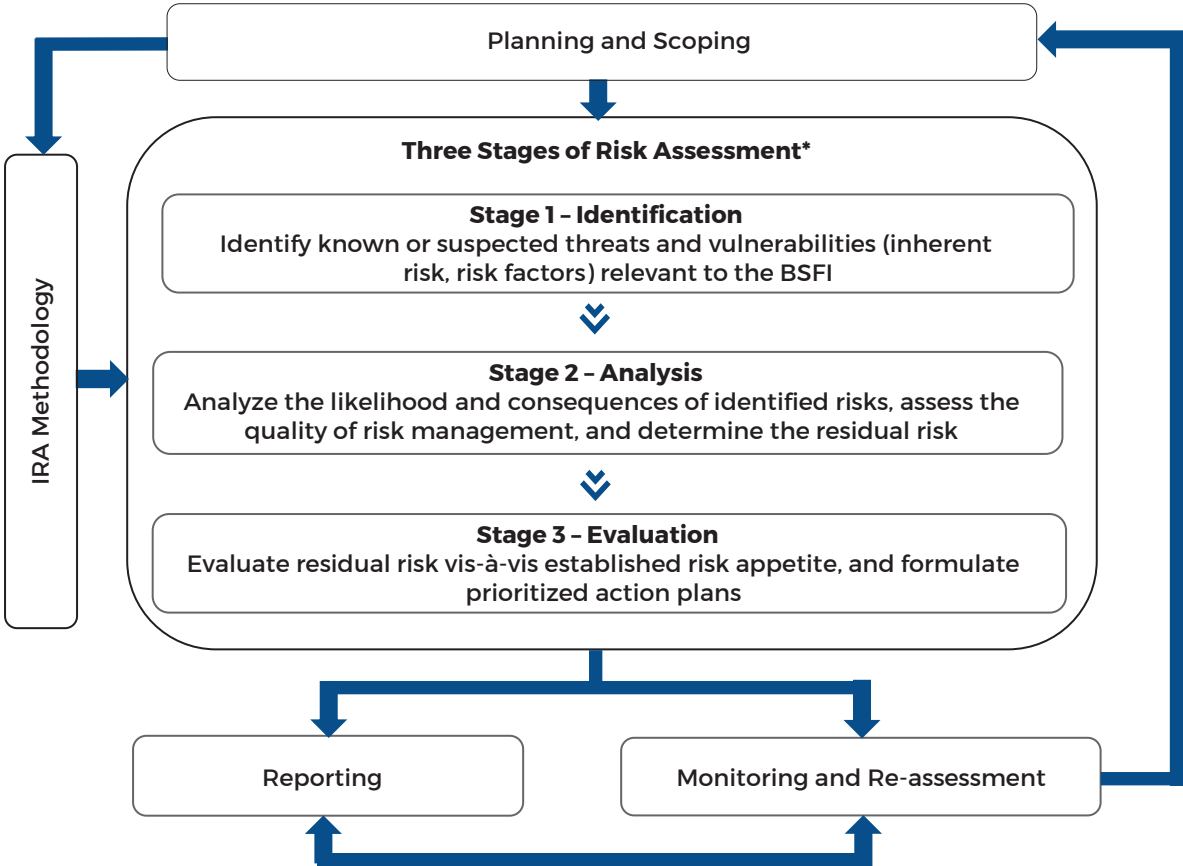 Planning and Scoping
Three Stages of Risk Assessment*
Stage 1 – Identification
Identify known or suspected threats and vulnerabilities (inherent
risk, risk factors) relevant to the BSFI
IRA Methodology
Stage 2 – Analysis
Analyze the likelihood and consequences of identified risks, assess the
quality of risk management, and determine the residual risk
Stage 3 – Evaluation
Evaluate residual risk vis-à-vis established risk appetite, and formulate
prioritized action plans
Reporting
Monitoring and Re-assessment